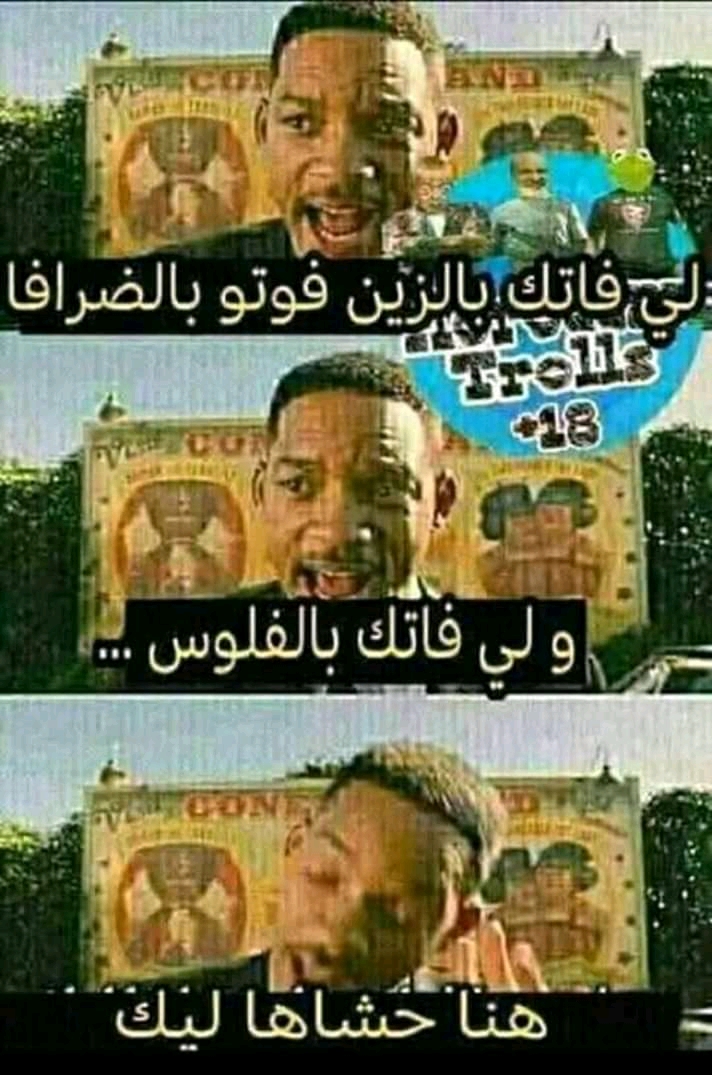 لي فاتك بالزين فوتو بالضرافا
Trolls
+18
و لي فاتك بالفلوس ...
هنا حشاها ليك